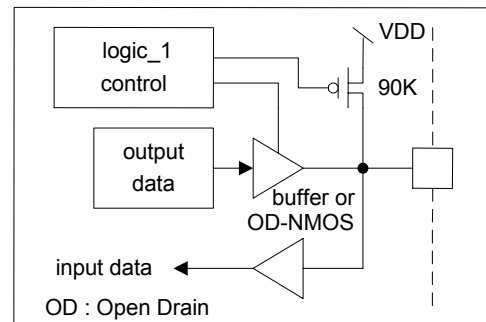 VDD
logic_1
control
90K
output
data
buffer or
OD-NMOS
input data
OD : Open Drain